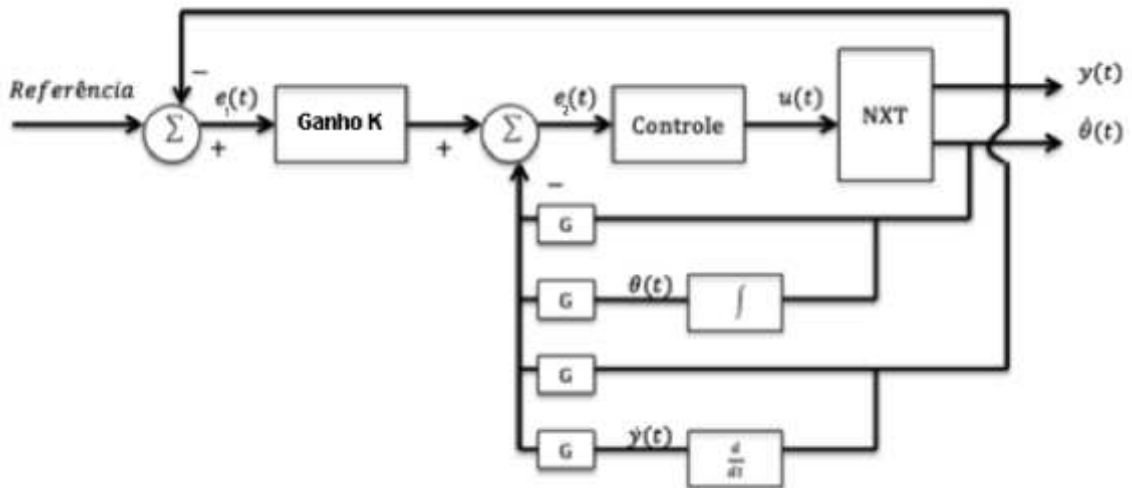 Referência
−
Σ
+
e₁(t)
Ganho K
+
Σ
−
e₂(t)
Controle
u(t)
NXT
y(t)
θ̇(t)
G
G
θ(t)
∫
G
G
ẏ(t)
d/dt